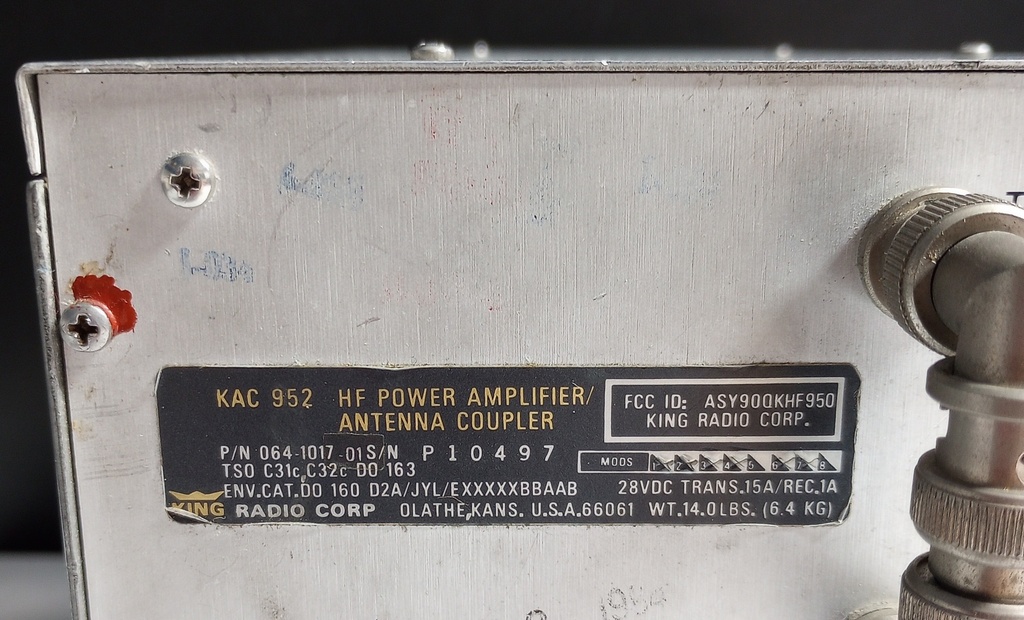 KAC 952 HF POWER AMPLIFIER/
ANTENNA COUPLER
FCC ID: ASY9OQKHF950
KING RADIO CORP.
P/N 064-1017-01 S/N P10497
MODS 1 2 3 4 5 6 7 8
TSO C31c, C32c DO 163
ENV.CAT.DO 160 D2A/JYL/EXXXXXBBAAB 28VDC TRANS.15A/REC.1A
KING RADIO CORP OLATHE,KANS. U.S.A.66061 WT.14.0LBS. (6.4 KG)